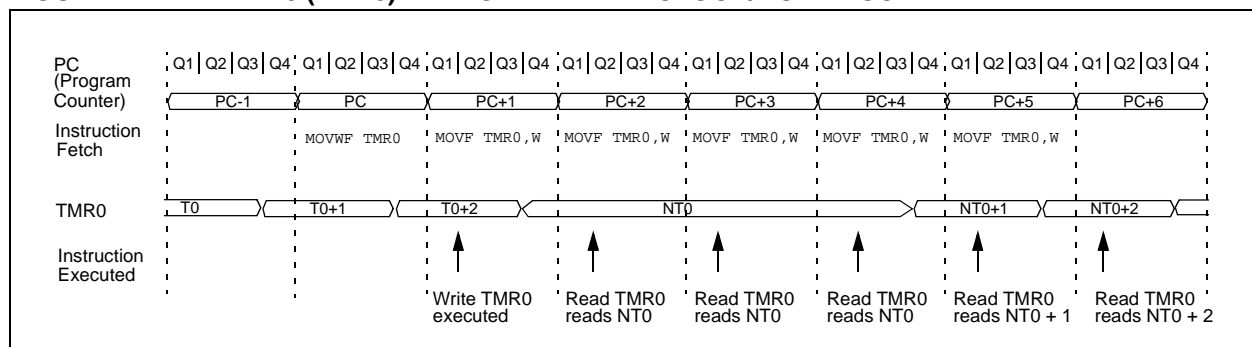 PC
(Program
Counter)
Q1 Q2 Q3 Q4 Q1 Q2 Q3 Q4 Q1 Q2 Q3 Q4 Q1 Q2 Q3 Q4 Q1 Q2 Q3 Q4 Q1 Q2 Q3 Q4 Q1 Q2 Q3 Q4 Q1 Q2 Q3 Q4
PC-1 PC PC+1 PC+2 PC+3 PC+4 PC+5 PC+6
Instruction
Fetch
MOVWF TMR0 MOVF TMR0,W MOVF TMR0,W MOVF TMR0,W MOVF TMR0,W MOVF TMR0,W
TMR0
T0 T0+1 T0+2 NT0 NT0+1 NT0+2
Instruction
Executed
Write TMR0
executed
Read TMR0
reads NT0
Read TMR0
reads NT0
Read TMR0
reads NT0
Read TMR0
reads NT0 + 1
Read TMR0
reads NT0 + 2